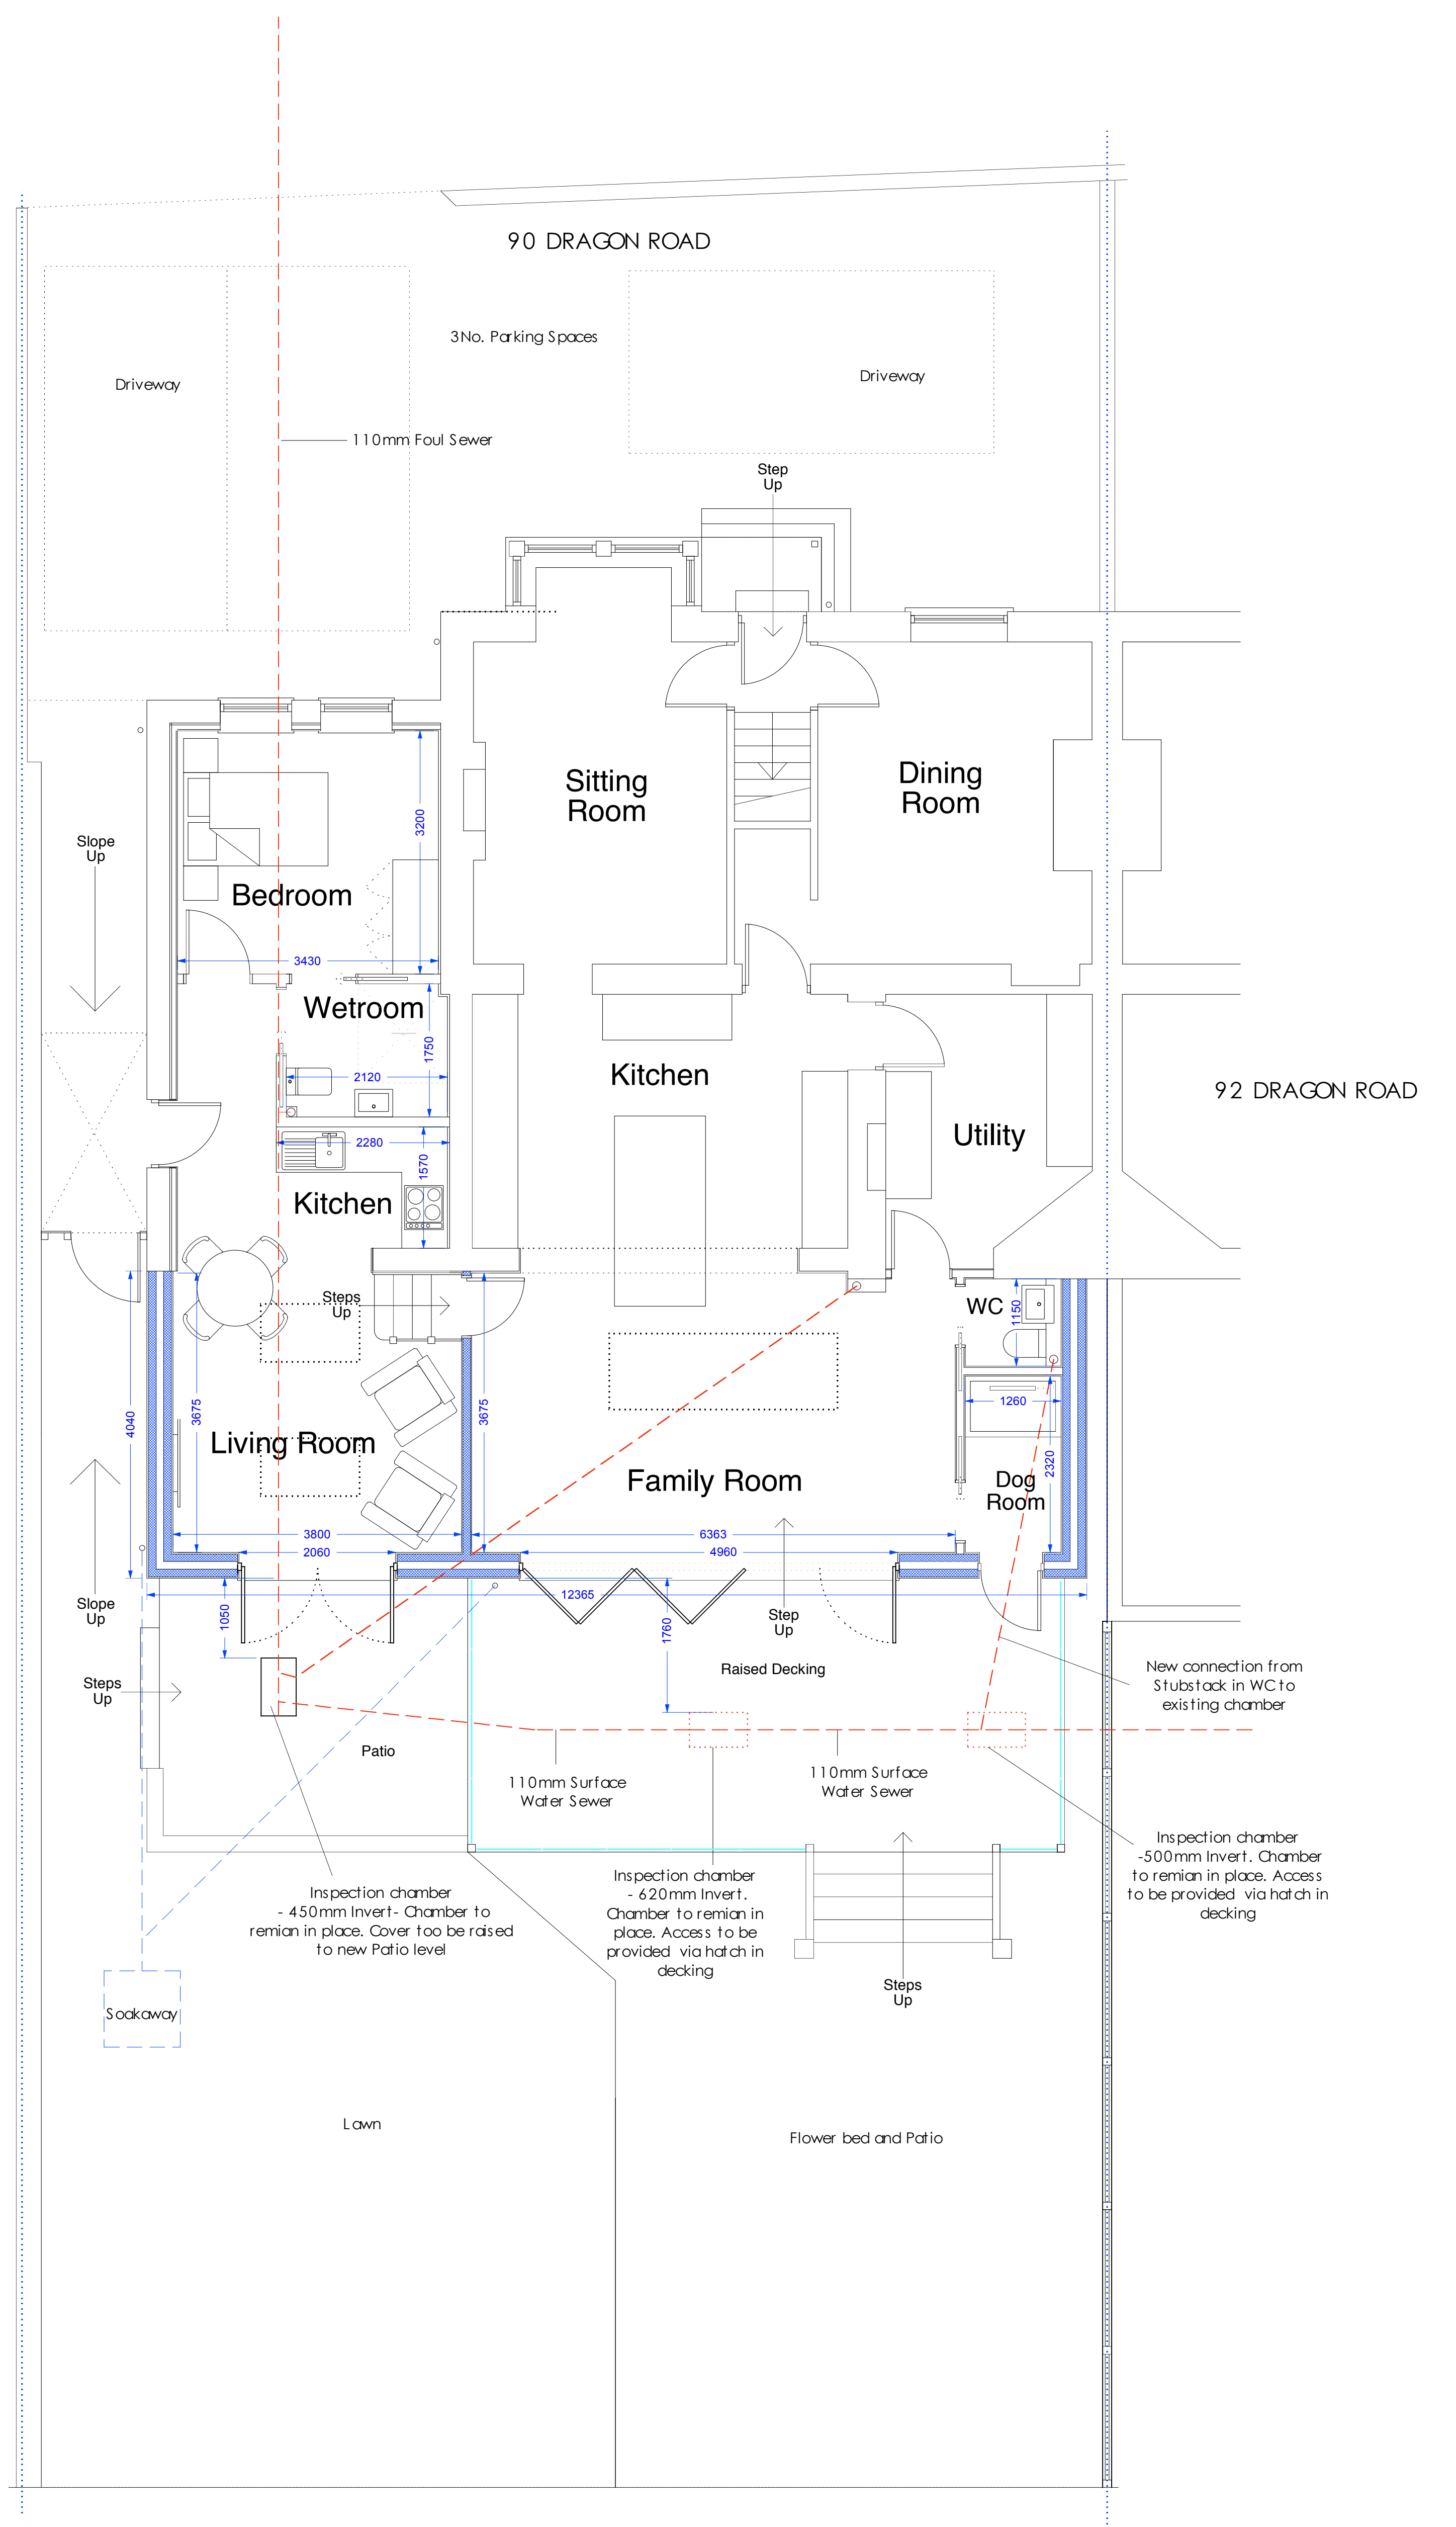 90 DRAGON ROAD
3No. Parking Spaces
Driveway
Driveway
110mm Foul Sewer
Step
Up
Sitting
Room
Dining
Room
3200
Slope
Up
Bedroom
3430
Wetroom
1750
2120
Kitchen
92 DRAGON ROAD
Utility
2280
1570
Kitchen
Steps
Up
WC
1150
1260
4040
3675
3675
Living Room
Family Room
2320
Dog
Room
3800
6363
2060
4960
12365
Slope
Up
1050
1760
Step
Up
Raised Decking
Steps
Up
New connection from
Stubstack in WC to
existing chamber
Patio
110mm Surface
Water Sewer
110mm Surface
Water Sewer
Inspection chamber
-500mm Invert. Chamber
to remian in place. Access
to be provided via hatch in
decking
Inspection chamber
- 620mm Invert.
Chamber to remian in
place. Access to be
provided via hatch in
decking
Inspection chamber
- 450mm Invert- Chamber to
remian in place. Cover too be raised
to new Patio level
Steps
Up
Soakaway
Lawn
Flower bed and Patio